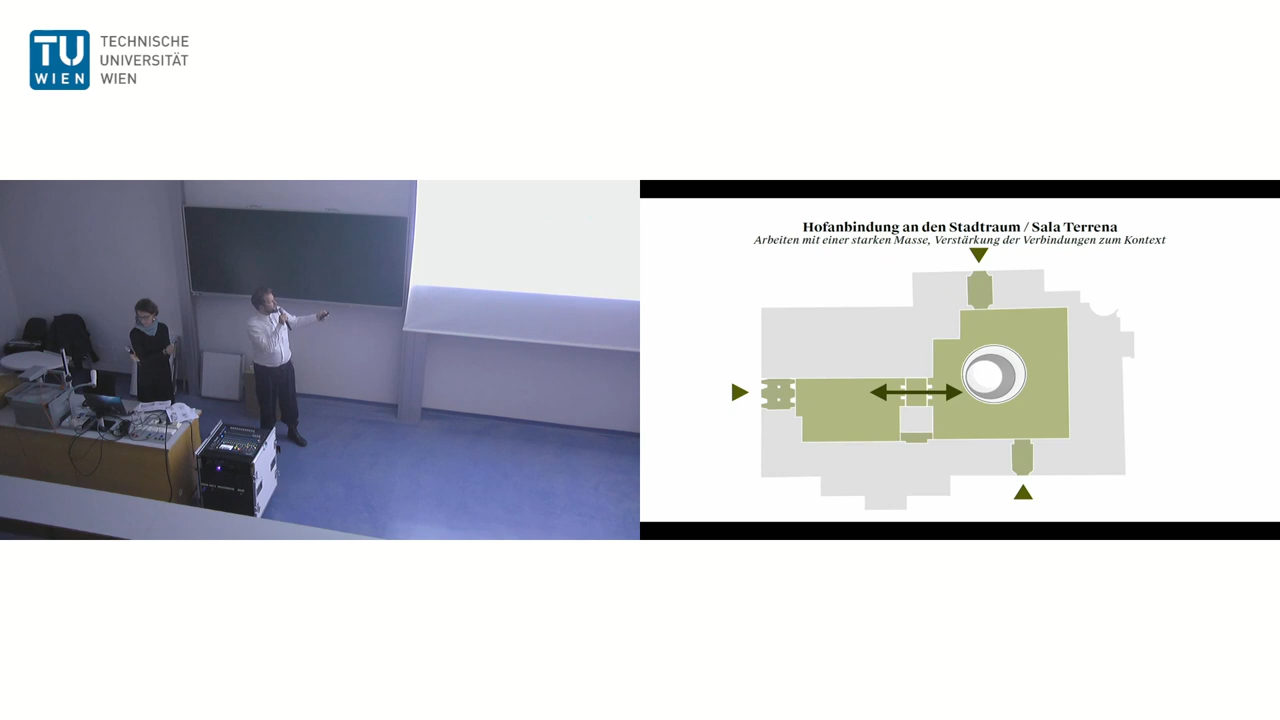 TU
WIEN
TECHNISCHE
UNIVERSITÄT
WIEN
Hofanbindung an den Stadtraum / Sala Terrena
Arbeiten mit einer starken Masse, Verstärkung der Verbindungen zum Kontext